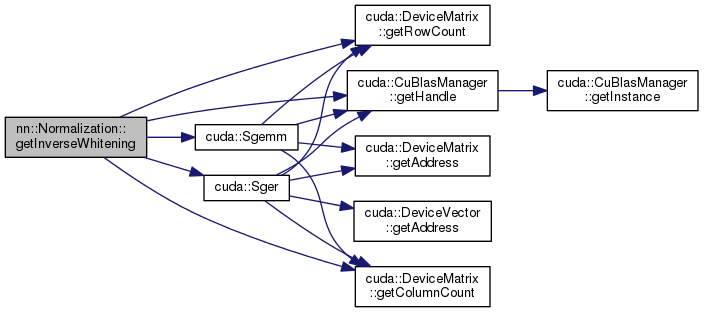 nn::Normalization::
getInverseWhitening
cuda::Sgemm
cuda::Sger
cuda::DeviceMatrix
::getRowCount
cuda::CuBlasManager
::getHandle
cuda::DeviceMatrix
::getAddress
cuda::DeviceVector
::getAddress
cuda::DeviceMatrix
::getColumnCount
cuda::CuBlasManager
::getInstance